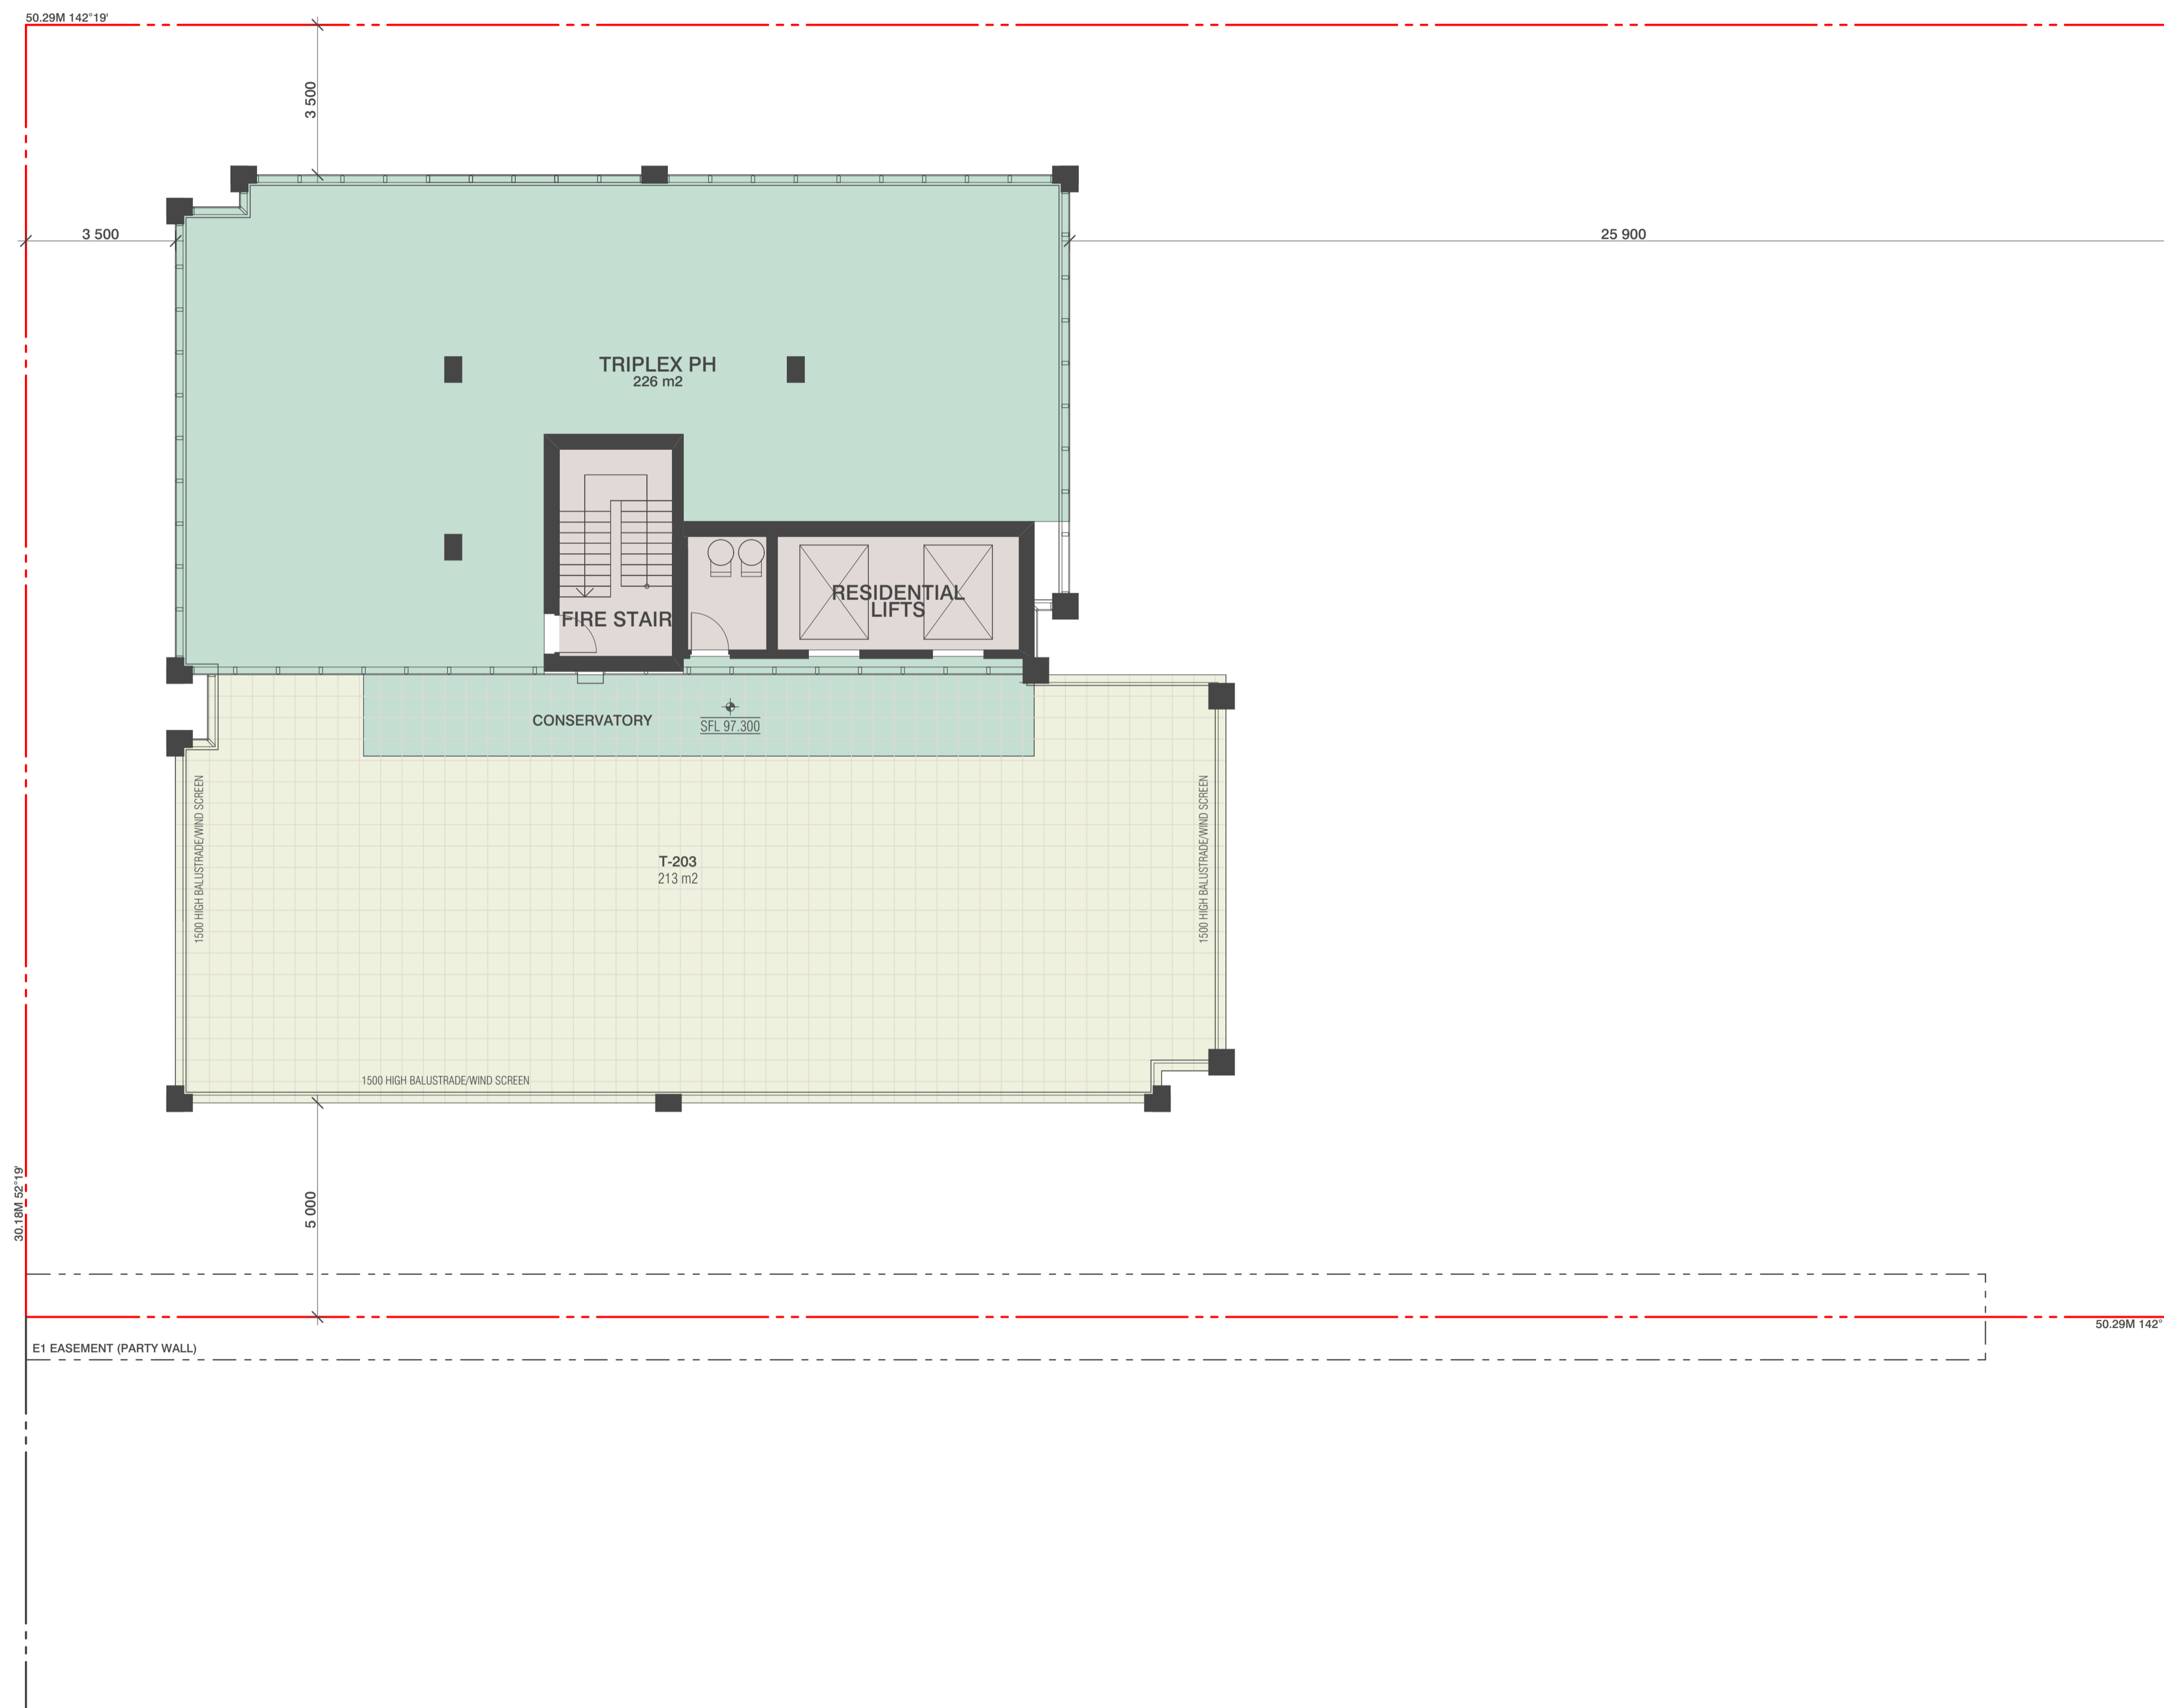 50.29M 142°19'
3 500
3 500
25 900
TRIPLEX PH
226 m2
RESIDENTIAL
LIFTS
FIRE STAIR
CONSERVATORY
SFL 97.300
1500 HIGH BALUSTRADE/WIND SCREEN
1500 HIGH BALUSTRADE/WIND SCREEN
T-203
213 m2
1500 HIGH BALUSTRADE/WIND SCREEN
30.18M 52°19'
5 000
50.29M 142°
E1 EASEMENT (PARTY WALL)